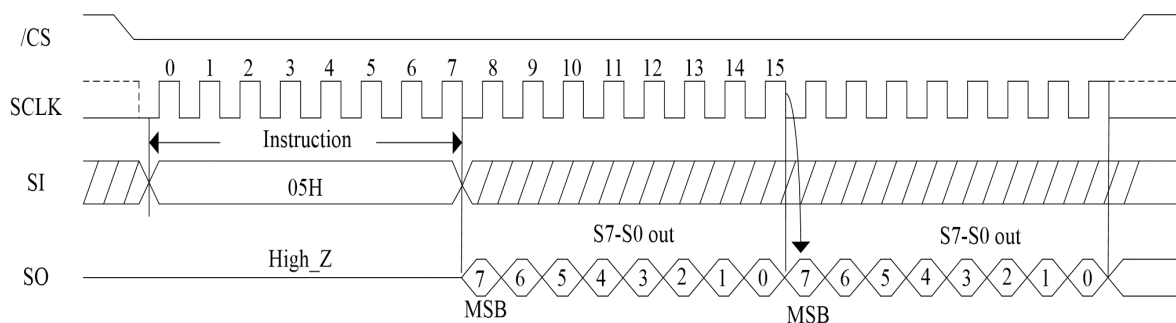 /CS
0 1 2 3 4 5 6 7 8 9 10 11 12 13 14 15
SCLK
Instruction
SI
05H
S7-S0 out S7-S0 out
High_Z
SO
7 6 5 4 3 2 1 0 7 6 5 4 3 2 1 0
MSB MSB